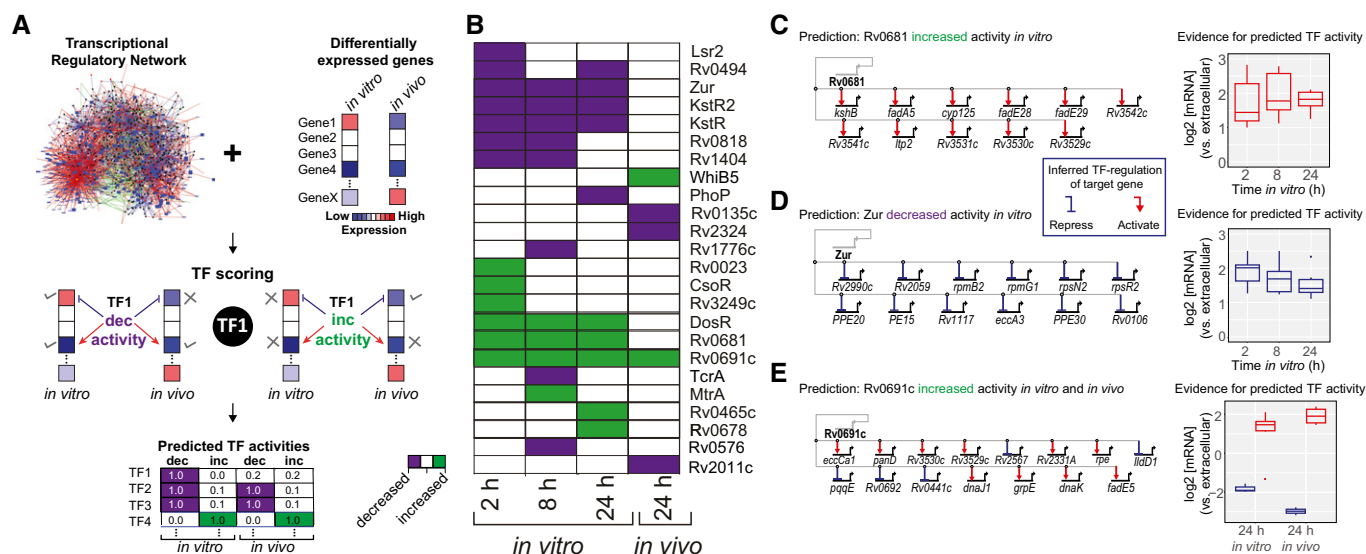 A
Transcriptional
Regulatory Network
Differentially
expressed genes
in vitro
in vivo
Gene1
Gene2
Gene3
Gene4
GeneX
+
Low High
Expression
TF scoring
TF1
dec
activity
TF1
TF1
inc
activity
in vitro
in vivo
in vitro
in vivo
Predicted TF activities
dec inc dec inc
TF1 1.0 0.0 0.2 0.2
TF2 1.0 0.1 1.0 0.1
TF3 1.0 0.1 1.0 0.1
TF4 0.0 1.0 0.0 1.0
in vitro in vivo
decreased
increased
B
Lsr2
Rv0494
Zur
KstR2
KstR
Rv0818
Rv1404
WhiB5
PhoP
Rv0135c
Rv2324
Rv1776c
Rv0023
CsoR
Rv3249c
DosR
Rv0681
Rv0691c
TcrA
MtrA
Rv0465c
Rv0678
Rv0576
Rv2011c
2 h
8 h
24 h
24 h
in vitro
in vivo
C
Prediction: Rv0681 increased activity in vitro
Rv0681
kshB fadA5 cyp125 fadE28 fadE29 Rv3542c
Rv3541c ltp2 Rv3531c Rv3530c Rv3529c
Evidence for predicted TF activity
log2 [mRNA]
(vs. extracellular)
3
2
1
0
2 8 24
Time in vitro (h)
Inferred TF-regulation
of target gene
Repress Activate
D
Prediction: Zur decreased activity in vitro
Zur
Rv2990c Rv2059 rpmB2 rpmG1 rpsN2 rpsR2
PPE20 PE15 Rv1117 eccA3 PPE30 Rv0106
Evidence for predicted TF activity
log2 [mRNA]
(vs. extracellular)
3
2
1
0
2 8 24
Time in vitro (h)
E
Prediction: Rv0691c increased activity in vitro and in vivo
Rv0691c
eccCa1 panD Rv3530c Rv3529c Rv2567 Rv2331A rpe lldD1
pqqE Rv0692 Rv0441c dnaJ1 grpE dnaK fadE5
Evidence for predicted TF activity
log2 [mRNA]
(vs. extracellular)
2
0
−2
24 h 24 h
in vitro in vivo